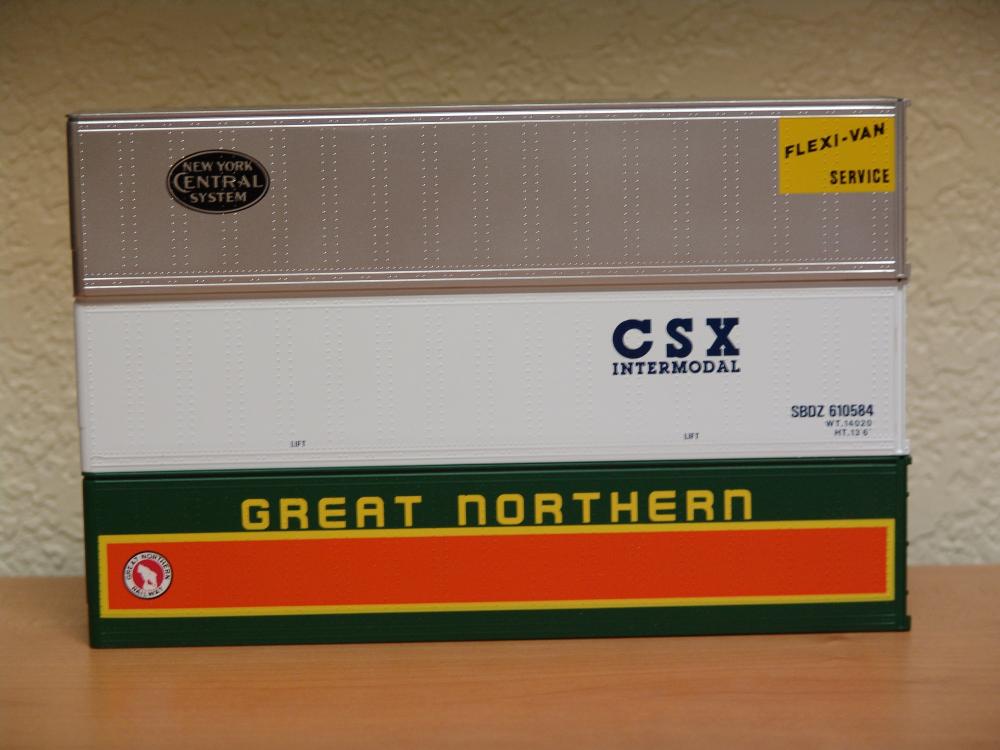 NEW YORK
CENTRAL
SYSTEM
FLEXI-VAN
SERVICE
CSX
INTERMODAL
SBDZ 610584
WT.14020
HT.13 6
LIFT
LIFT
GREAT NORTHERN
GREAT NORTHERN
RAILWAY